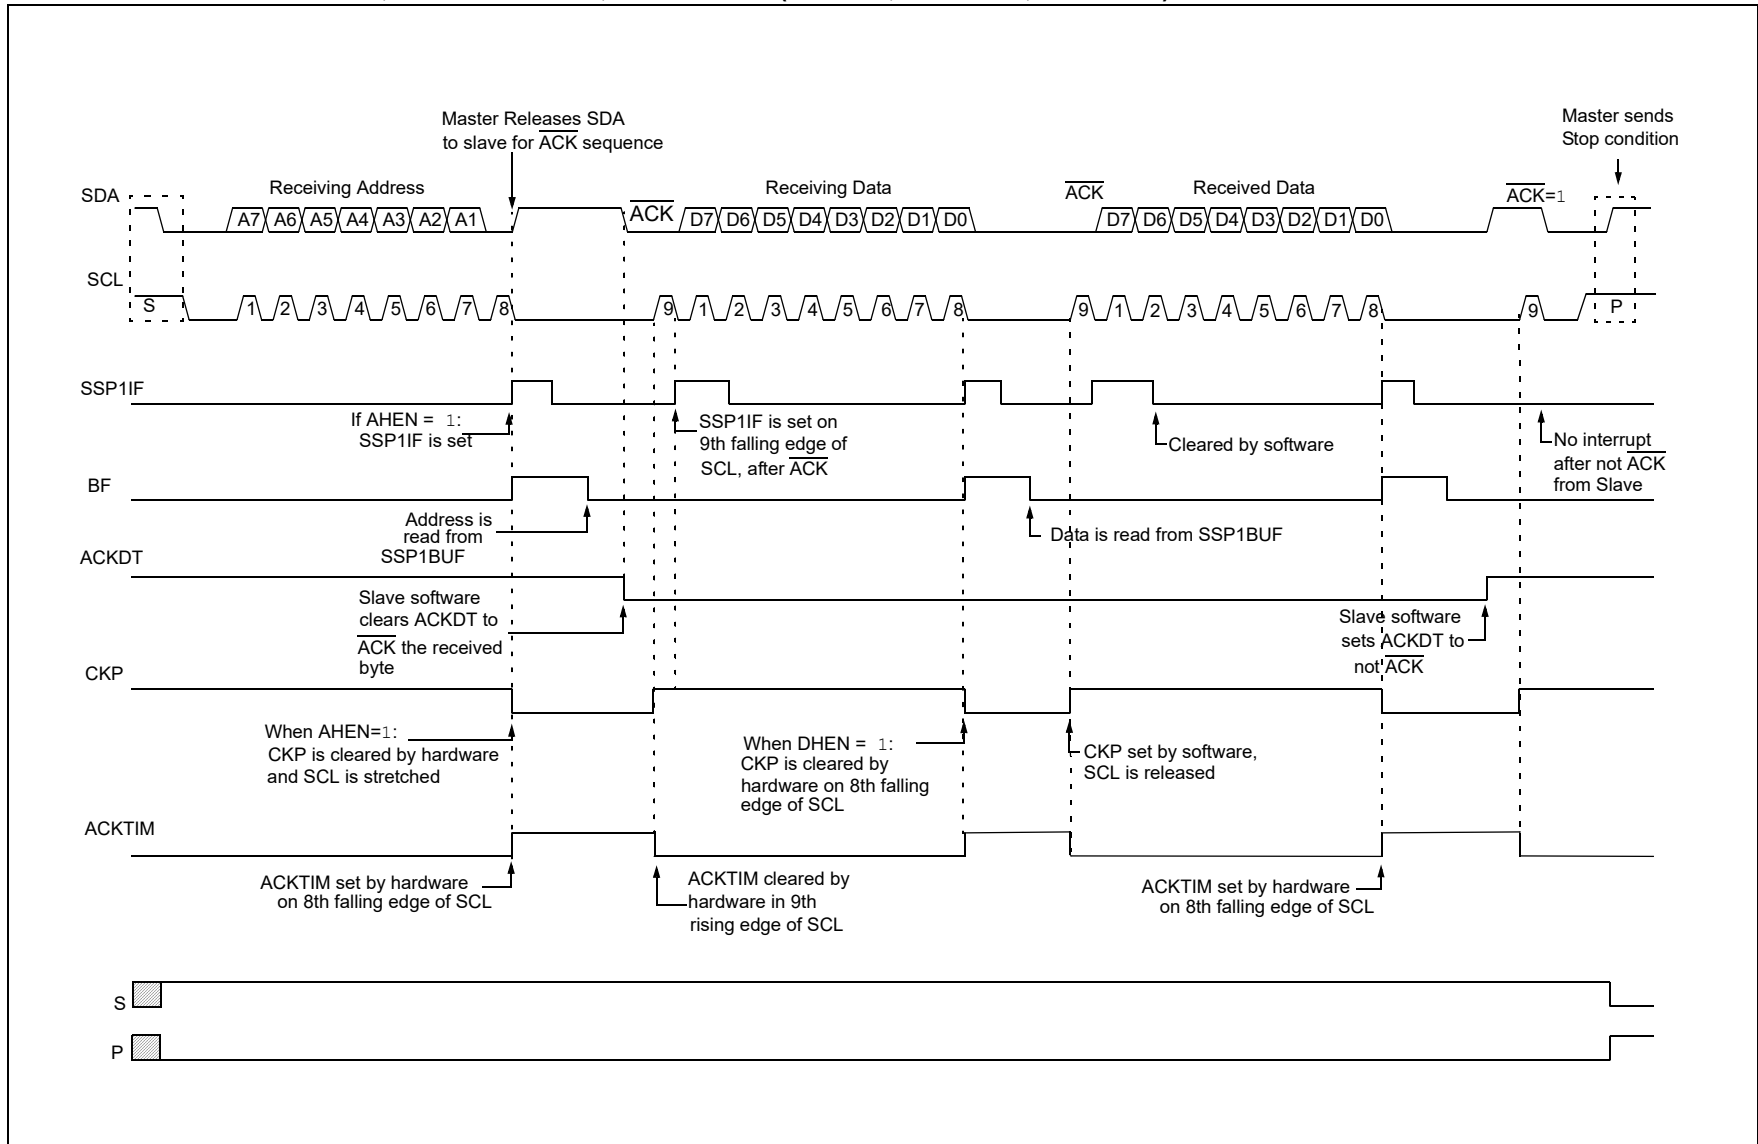 Master Releases SDA
to slave for ACK sequence
Master sends
Stop condition
SDA
Receiving Address
ACK
Receiving Data
ACK
Received Data
ACK=1
A7 A6 A5 A4 A3 A2 A1
D7 D6 D5 D4 D3 D2 D1 D0
D7 D6 D5 D4 D3 D2 D1 D0
SCL
S
1 2 3 4 5 6 7 8
9 1 2 3 4 5 6 7 8
9 1 2 3 4 5 6 7 8
9
P
SSP1IF
If AHEN = 1:
SSP1IF is set
SSP1IF is set on
9th falling edge of
SCL, after ACK
Cleared by software
No interrupt
after not ACK
from Slave
BF
Address is
read from
SSP1BUF
Data is read from SSP1BUF
ACKDT
Slave software
clears ACKDT to
ACK the received
byte
Slave software
sets ACKDT to
not ACK
CKP
When AHEN=1:
CKP is cleared by hardware
and SCL is stretched
When DHEN = 1:
CKP is cleared by
hardware on 8th falling
edge of SCL
CKP set by software,
SCL is released
ACKTIM
ACKTIM set by hardware
on 8th falling edge of SCL
ACKTIM cleared by
hardware in 9th
rising edge of SCL
ACKTIM set by hardware
on 8th falling edge of SCL
S
P